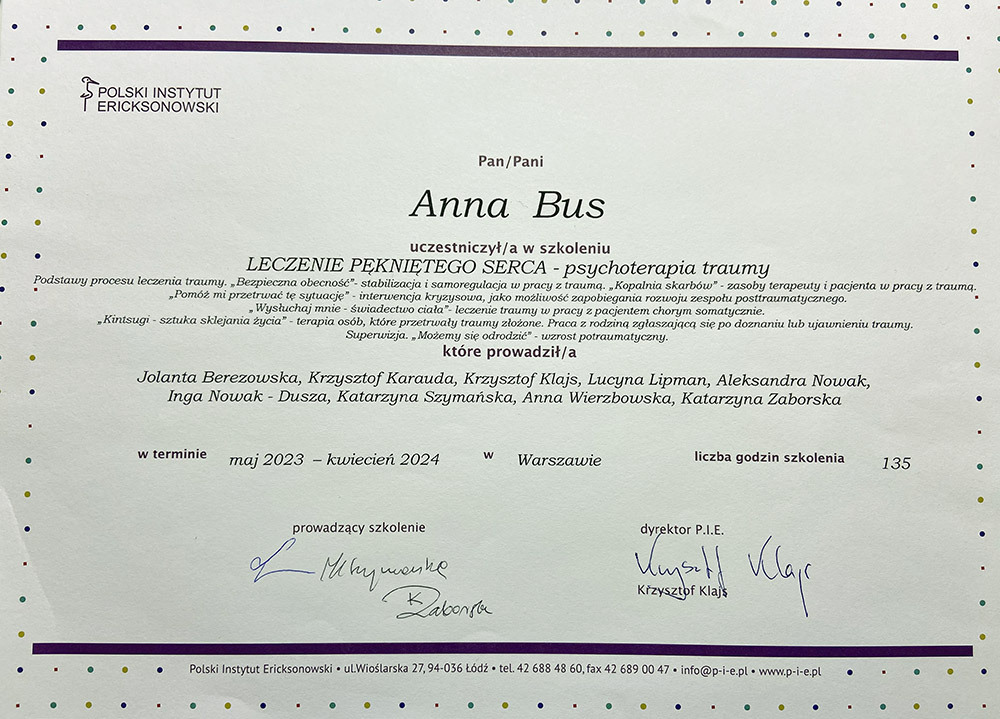 POLSKI INSTYTUT
ERICKSONOWSKI
Pan/Pani
Anna Bus
uczestniczył/a w szkoleniu
LECZENIE PĘKNIĘTEGO SERCA - psychoterapia traumy
Podstawy procesu leczenia traumy. „Bezpieczna obecność"- stabilizacja i samoregulacja w pracy z traumą. „Kopalnia skarbów" - zasoby terapeuty i pacjenta w pracy z traumą.
„Pomóż mi przetrwać tę sytuację" - interwencja kryzysowa, jako możliwość zapobiegania rozwoju zespołu posttraumatycznego.
„Wysłuchaj mnie - świadectwo ciała"- leczenie traumy w pracy z pacjentem chorym somatycznie.
„Kintsugi - sztuka sklejania życia" - terapia osób, które przetrwały traumy złożone. Praca z rodziną zgłaszającą się po doznaniu lub ujawnieniu traumy.
Superwizja. „Możemy się odrodzić" - wzrost potraumatyczny.
które prowadził/a
Jolanta Berezowska, Krzysztof Karauda, Krzysztof Klajs, Lucyna Lipman, Aleksandra Nowak,
Inga Nowak - Dusza, Katarzyna Szymańska, Anna Wierzbowska, Katarzyna Zaborska
w terminie maj 2023 – kwiecień 2024 w Warszawie liczba godzin szkolenia 135
prowadzący szkolenie dyrektor P.I.E.
KZaborska Krzysztof Klajs
Krzysztof Klajs
Polski Instytut Ericksonowski • ul.Wioślarska 27, 94-036 Łódź • tel. 42 688 48 60, fax 42 689 00 47 • info@p-i-e.pl • www.p-i-e.pl